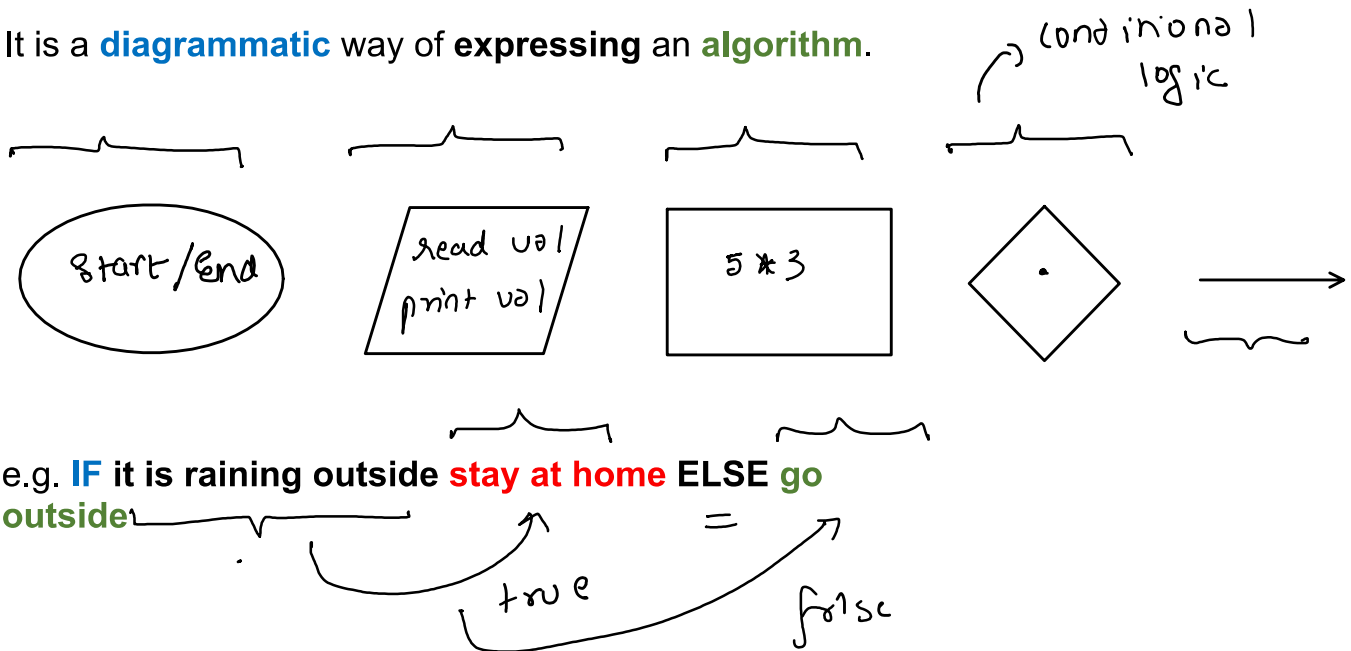 It is a diagrammatic way of expressing an algorithm.
conditional
logic
Start/End
read val
print val
5 * 3
e.g. IF it is raining outside stay at home ELSE go
outside
=
true
false